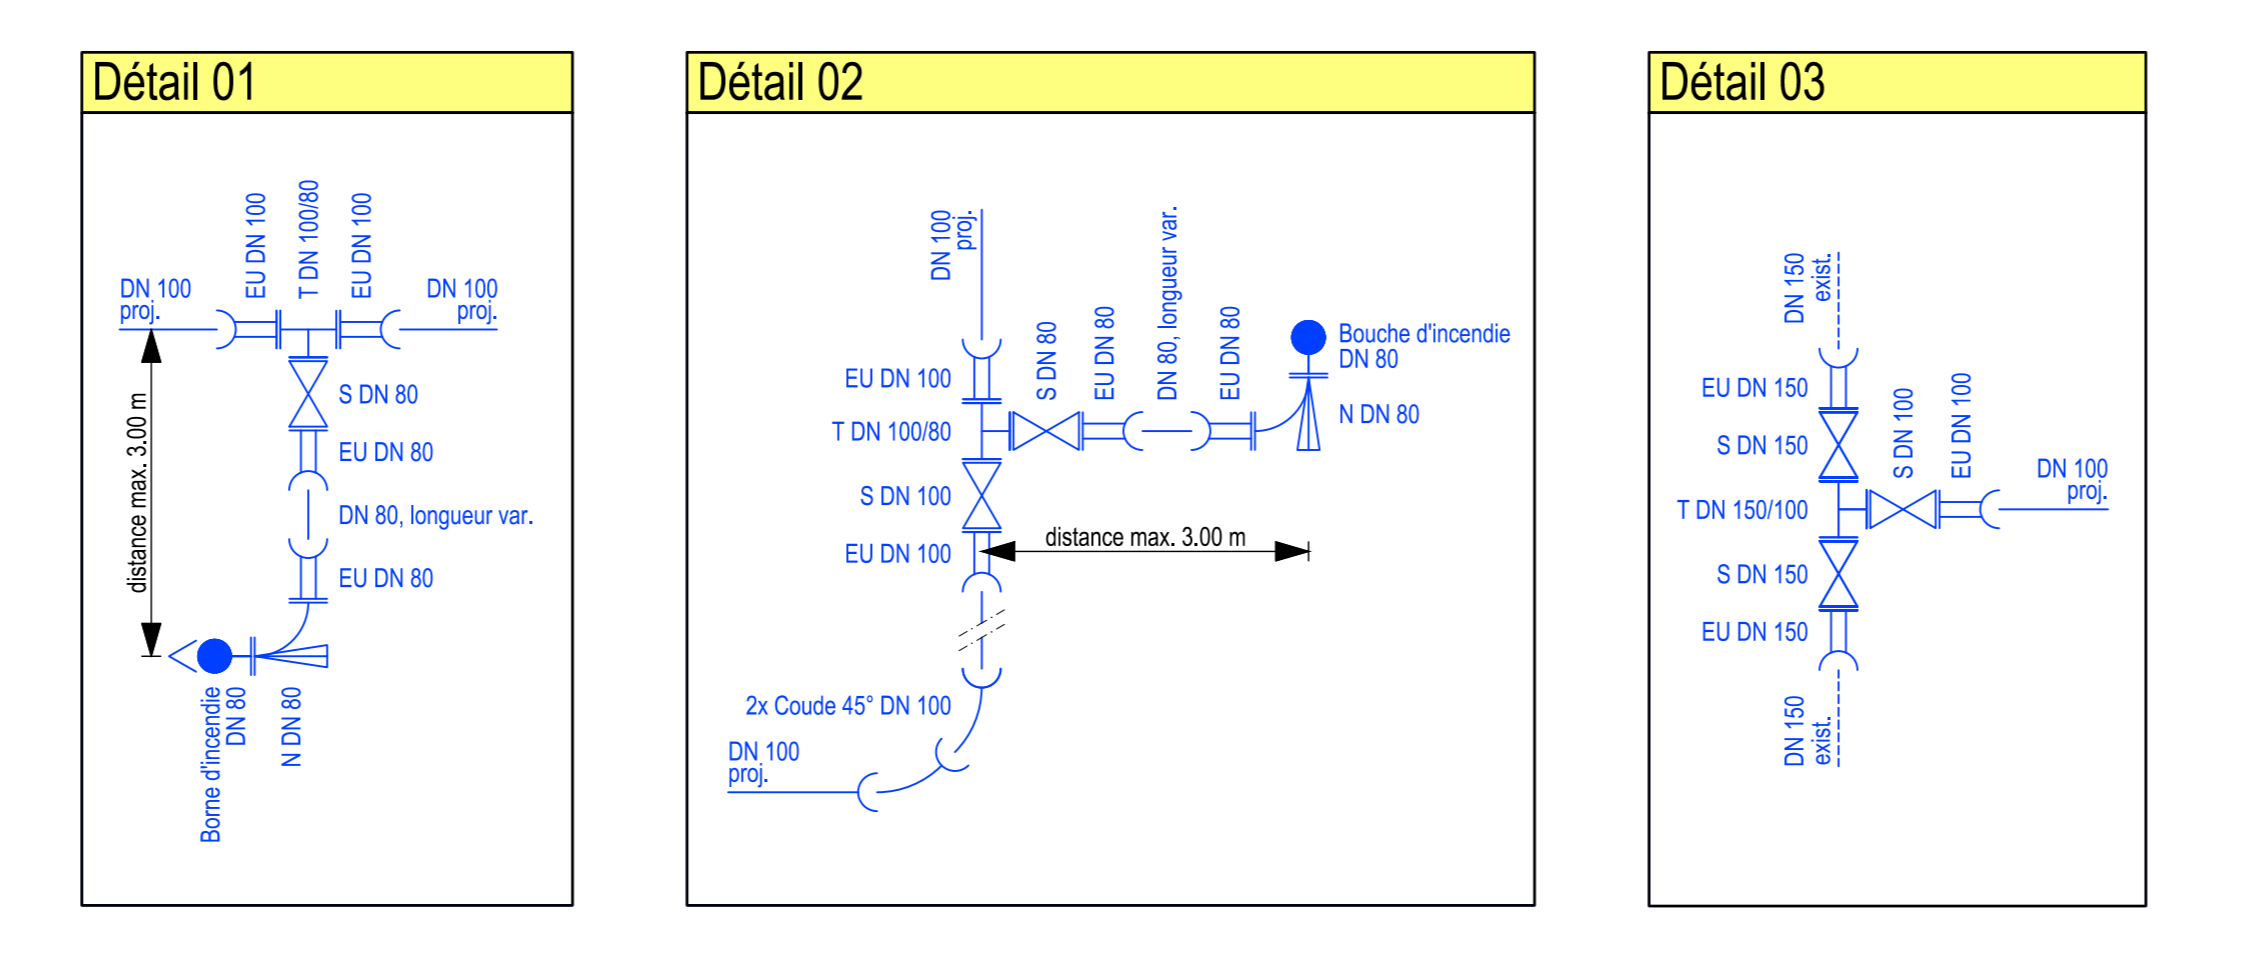 Détail 01
EU DN 100
T DN 100/80
EU DN 100
DN 100
proj.
DN 100
proj.
S DN 80
EU DN 80
distance max. 3.00 m
DN 80, longueur var.
EU DN 80
Borne d'incendie
DN 80
N DN 80
Détail 02
DN 100
proj.
EU DN 100
S DN 80
EU DN 80
DN 80, longueur var.
EU DN 80
Bouche d'incendie
DN 80
N DN 80
T DN 100/80
S DN 100
distance max. 3.00 m
EU DN 100
2x Coude 45° DN 100
DN 100
proj.
Détail 03
DN 150
exist.
EU DN 150
S DN 150
S DN 100
EU DN 100
DN 100
proj.
T DN 150/100
S DN 150
EU DN 150
DN 150
exist.